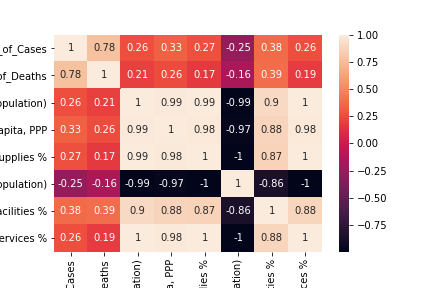 _of_Cases 1 0.78 0.26 0.33 0.27 -0.25 0.38 0.26
of_Deaths 0.78 1 0.21 0.26 0.17 -0.16 0.39 0.19
opulation) 0.26 0.21 1 0.99 0.99 -0.99 0.9 1
apita, PPP 0.33 0.26 0.99 1 0.98 -0.97 0.88 0.98
upplies % 0.27 0.17 0.99 0.98 1 -1 0.87 1
opulation) -0.25 -0.16 -0.99 -0.97 -1 1 -0.86 -1
acilities % 0.38 0.39 0.9 0.88 0.87 -0.86 1 0.88
ervices % 0.26 0.19 1 0.98 1 -1 0.88 1
Cases eaths ation) a, PPP lies % ation) ties % ces %
1.00
0.75
0.50
0.25
0.00
−0.25
−0.50
−0.75